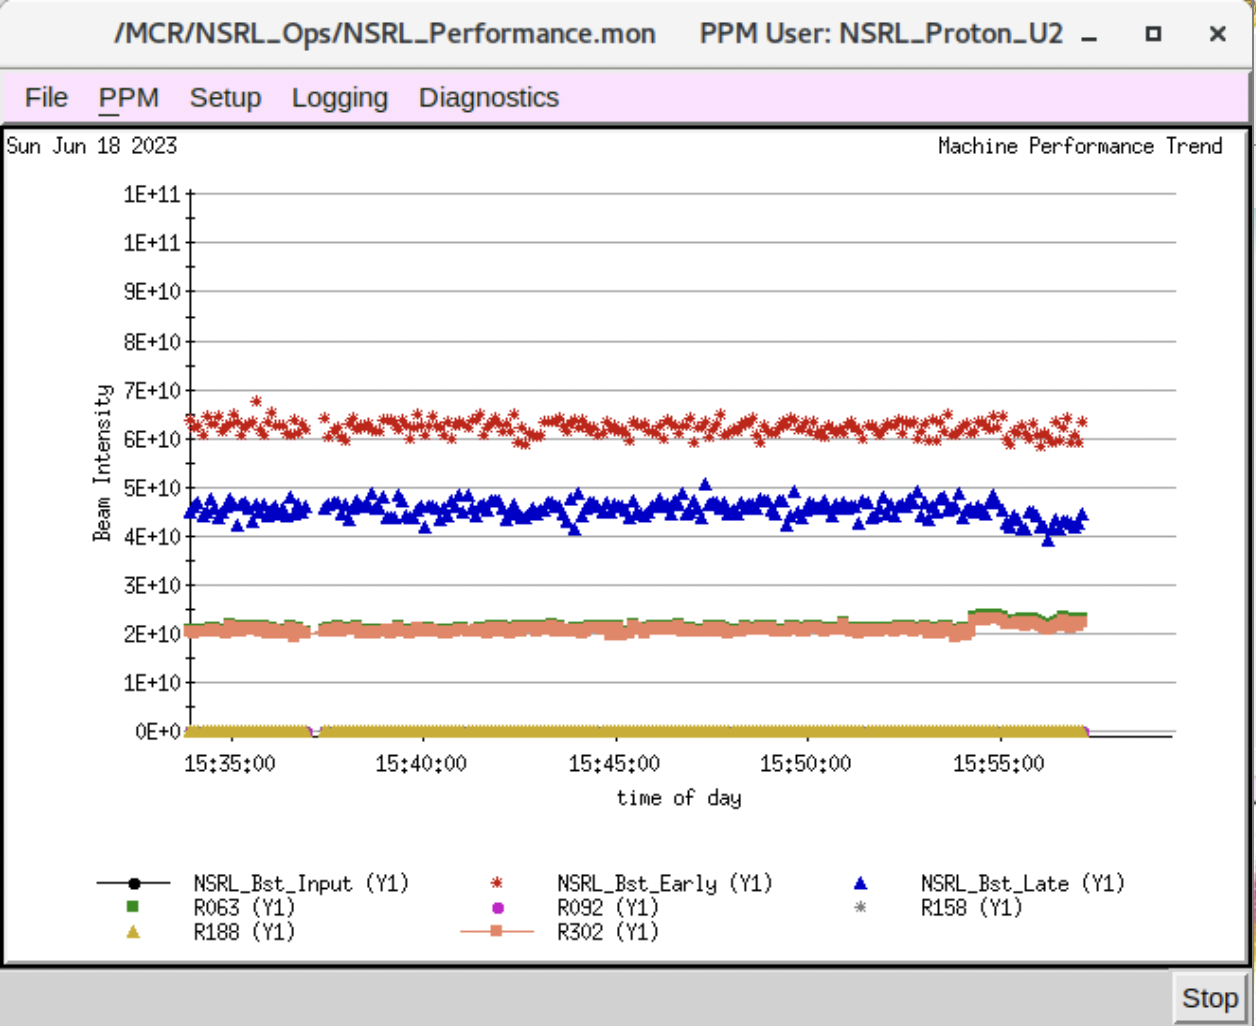 /MCR/NSRL_Ops/NSRL_Performance.mon PPM User: NSRL_Proton_U2
File PPM Setup Logging Diagnostics
Sun Jun 18 2023 Machine Performance Trend
1E+11
1E+11
9E+10
8E+10
7E+10
6E+10
5E+10
4E+10
3E+10
2E+10
1E+10
0E+0
Beam Intensity
15:35:00 15:40:00 15:45:00 15:50:00 15:55:00
time of day
NSRL_Bst_Input (Y1) NSRL_Bst_Early (Y1) NSRL_Bst_Late (Y1)
R063 (Y1) R092 (Y1) R158 (Y1)
R188 (Y1) R302 (Y1)
Stop